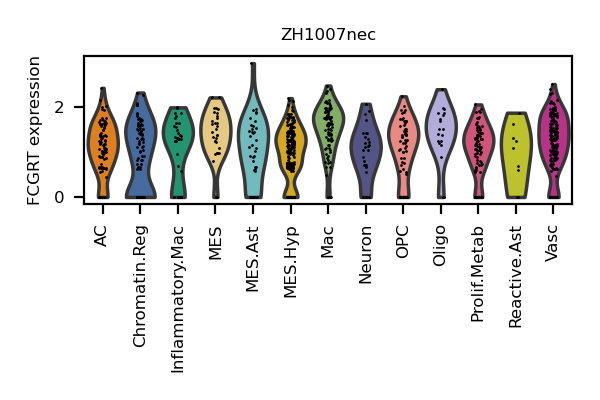 ZH1007nec
FCGRT expression
2
0
AC
Chromatin.Reg
Inflammatory.Mac
MES
MES.Ast
MES.Hyp
Mac
Neuron
OPC
Oligo
Prolif.Metab
Reactive.Ast
Vasc